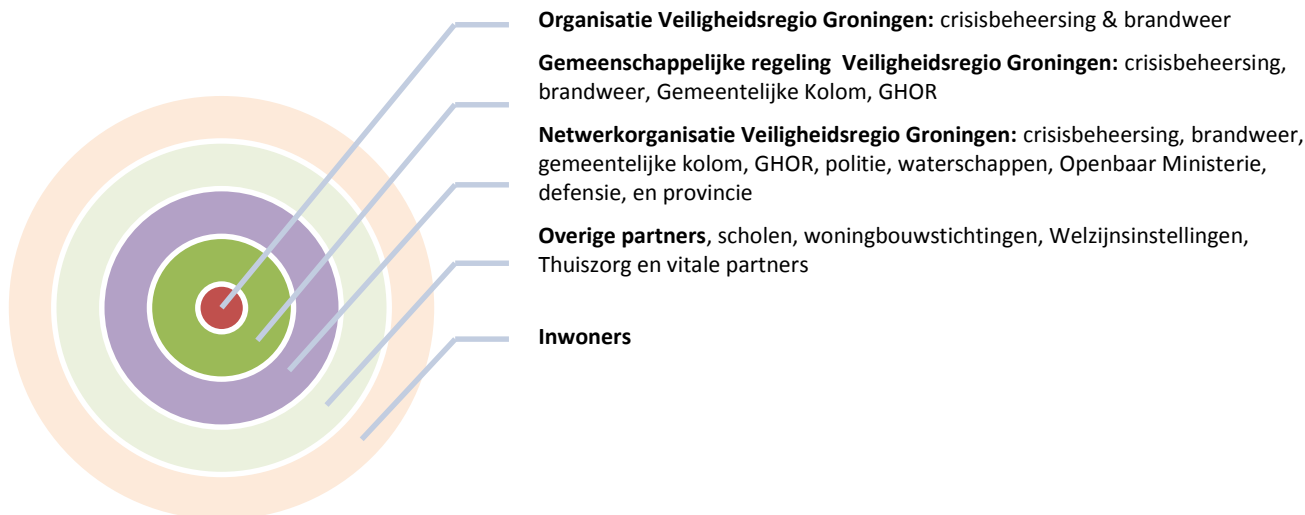 Organisatie Veiligheidsregio Groningen: crisisbeheersing & brandweer
Gemeenschappelijke regeling Veiligheidsregio Groningen: crisisbeheersing,
brandweer, Gemeentelijke Kolom, GHOR
Netwerkorganisatie Veiligheidsregio Groningen: crisisbeheersing, brandweer,
gemeentelijke kolom, GHOR, politie, waterschappen, Openbaar Ministerie,
defensie, en provincie
Overige partners, scholen, woningbouwstichtingen, Welzijnsinstellingen,
Thuiszorg en vitale partners
Inwoners